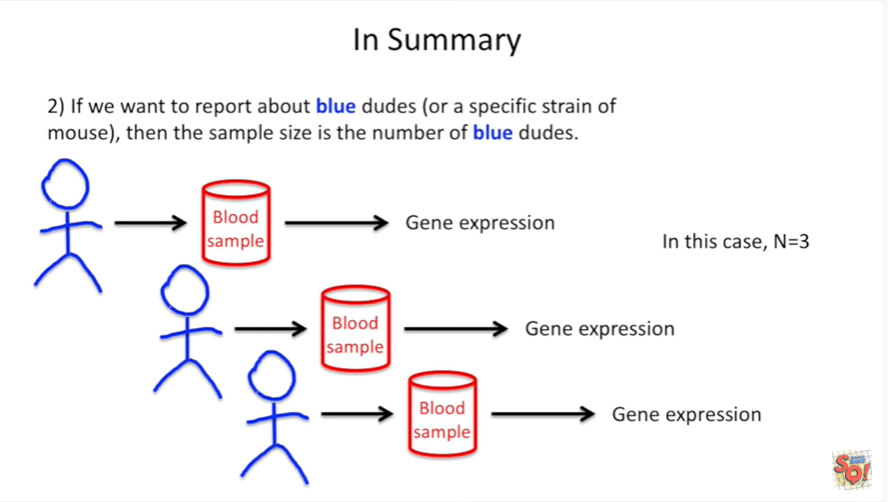 In Summary
2) If we want to report about blue dudes (or a specific strain of
mouse), then the sample size is the number of blue dudes.
Blood
sample
Gene expression
In this case, N=3
Blood
sample
Gene expression
Blood
sample
Gene expression
SQ!